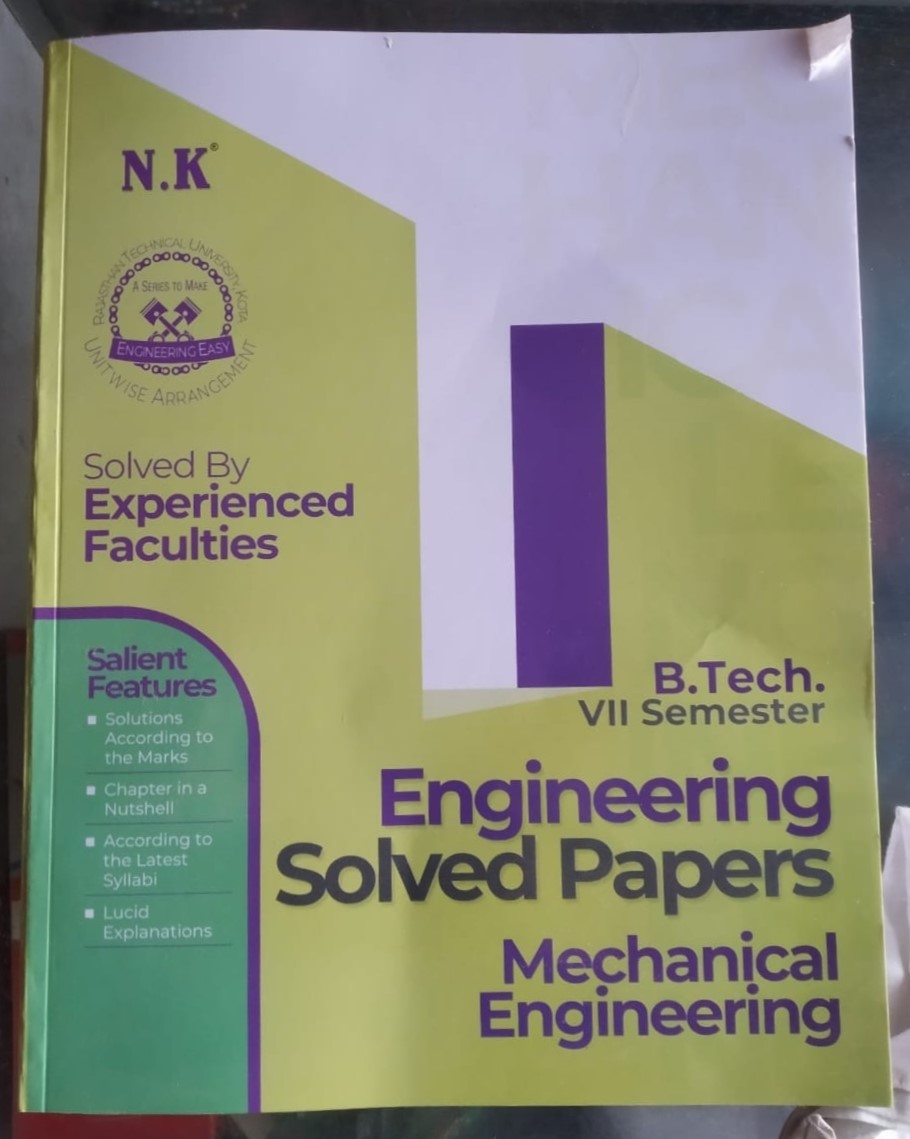 N.K®
RAJASTHAN TECHNICAL UNIVERSITY, KOTA
A SERIES TO MAKE
ENGINEERING EASY
UNITWISE ARRANGEMENT
Solved By
Experienced
Faculties
Salient
Features
Solutions
According to
the Marks
Chapter in a
Nutshell
According to
the Latest
Syllabi
Lucid
Explanations
B.Tech.
VII Semester
Engineering
Solved Papers
Mechanical
Engineering